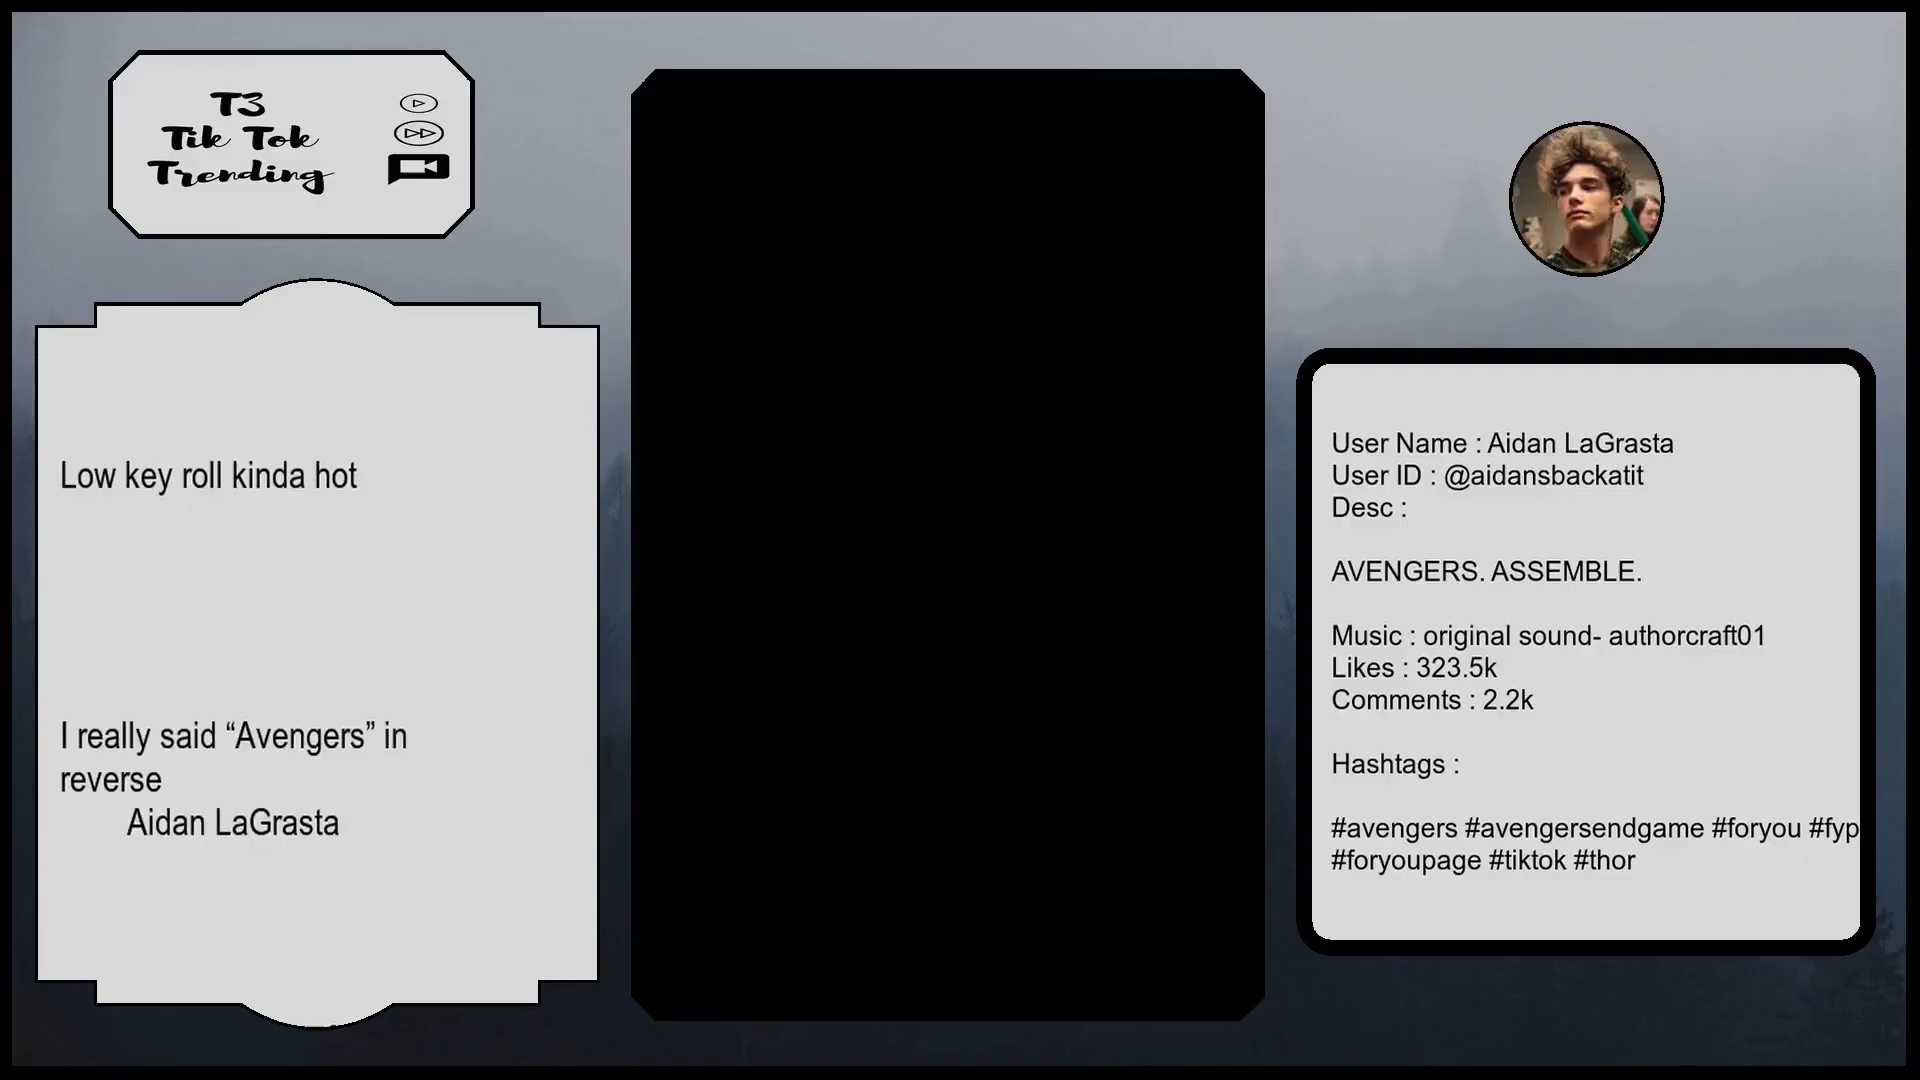 T3
Tik Tok
Trending
Low key roll kinda hot
I really said “Avengers” in
reverse
Aidan LaGrasta
User Name : Aidan LaGrasta
User ID : @aidansbackatit
Desc :
AVENGERS. ASSEMBLE.
Music : original sound- authorcraft01
Likes : 323.5k
Comments : 2.2k
Hashtags :
#avengers #avengersendgame #foryou #fyp
#foryoupage #tiktok #thor